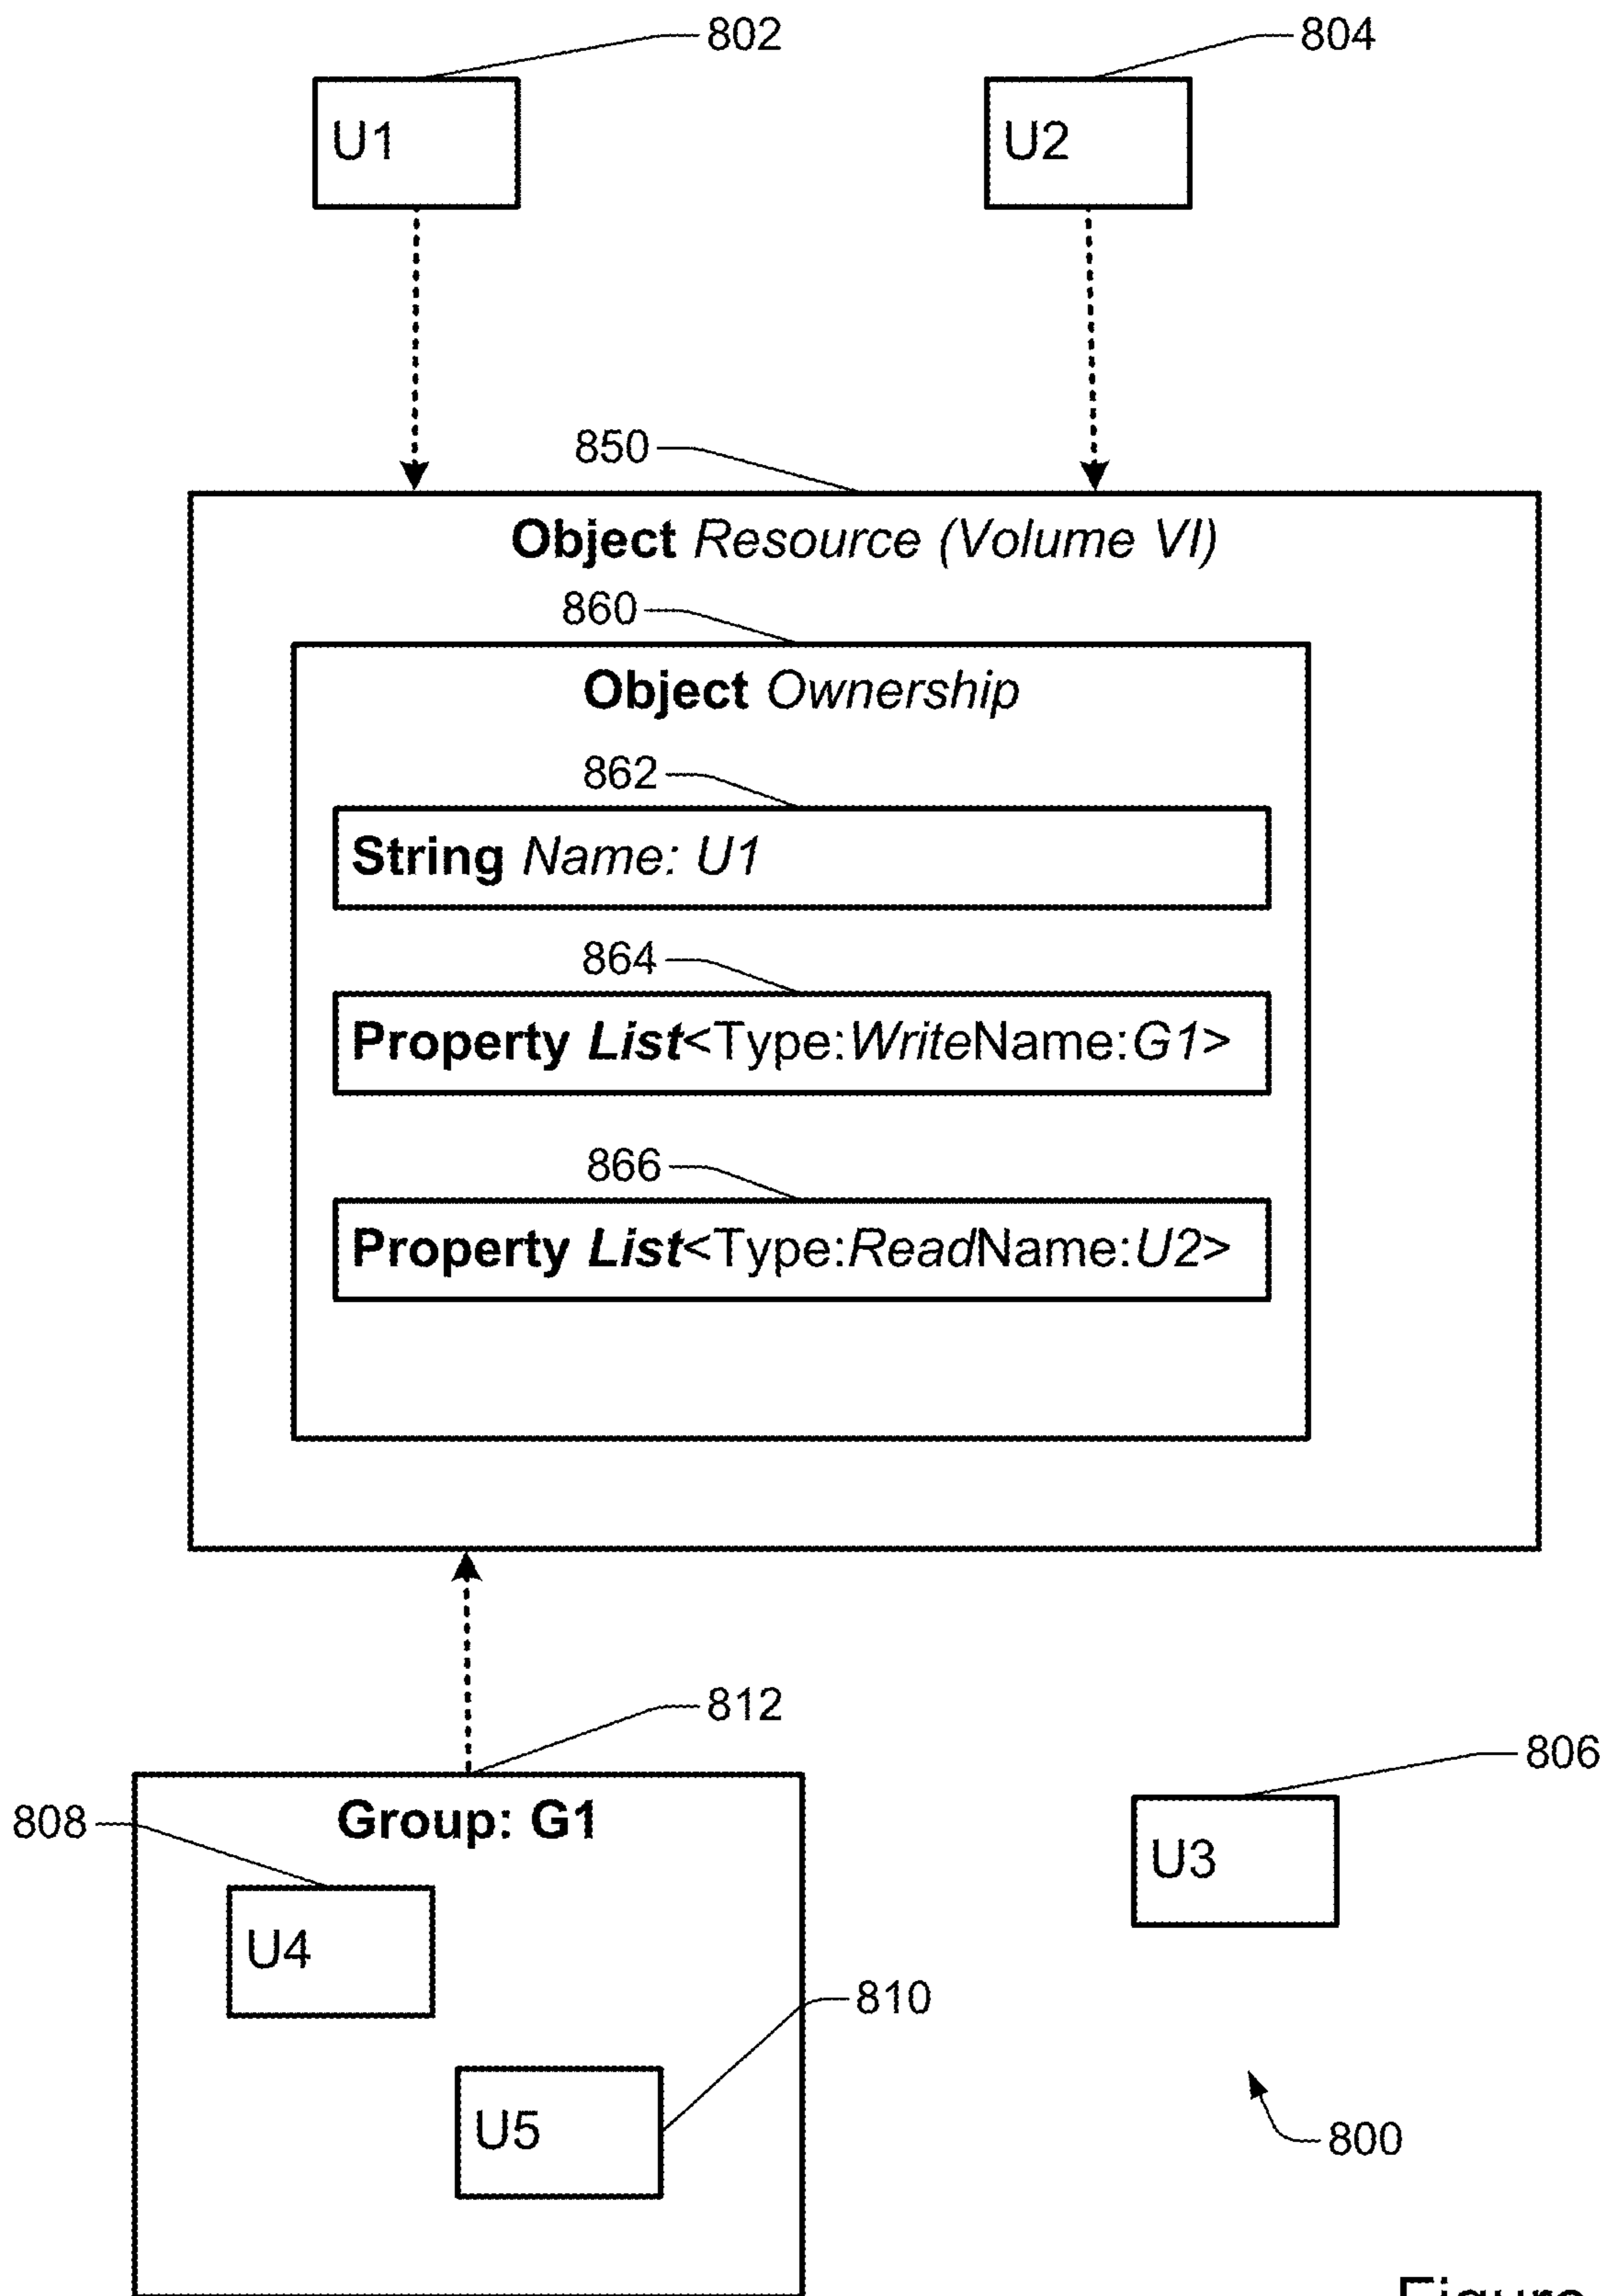 802
804
U1
U2
850
Object Resource (Volume VI)
860
Object Ownership
862
String Name: U1
864
Property List<Type:WriteName:G1>
866
Property List<Type:ReadName:U2>
812
806
808
Group: G1
U3
U4
810
U5
800